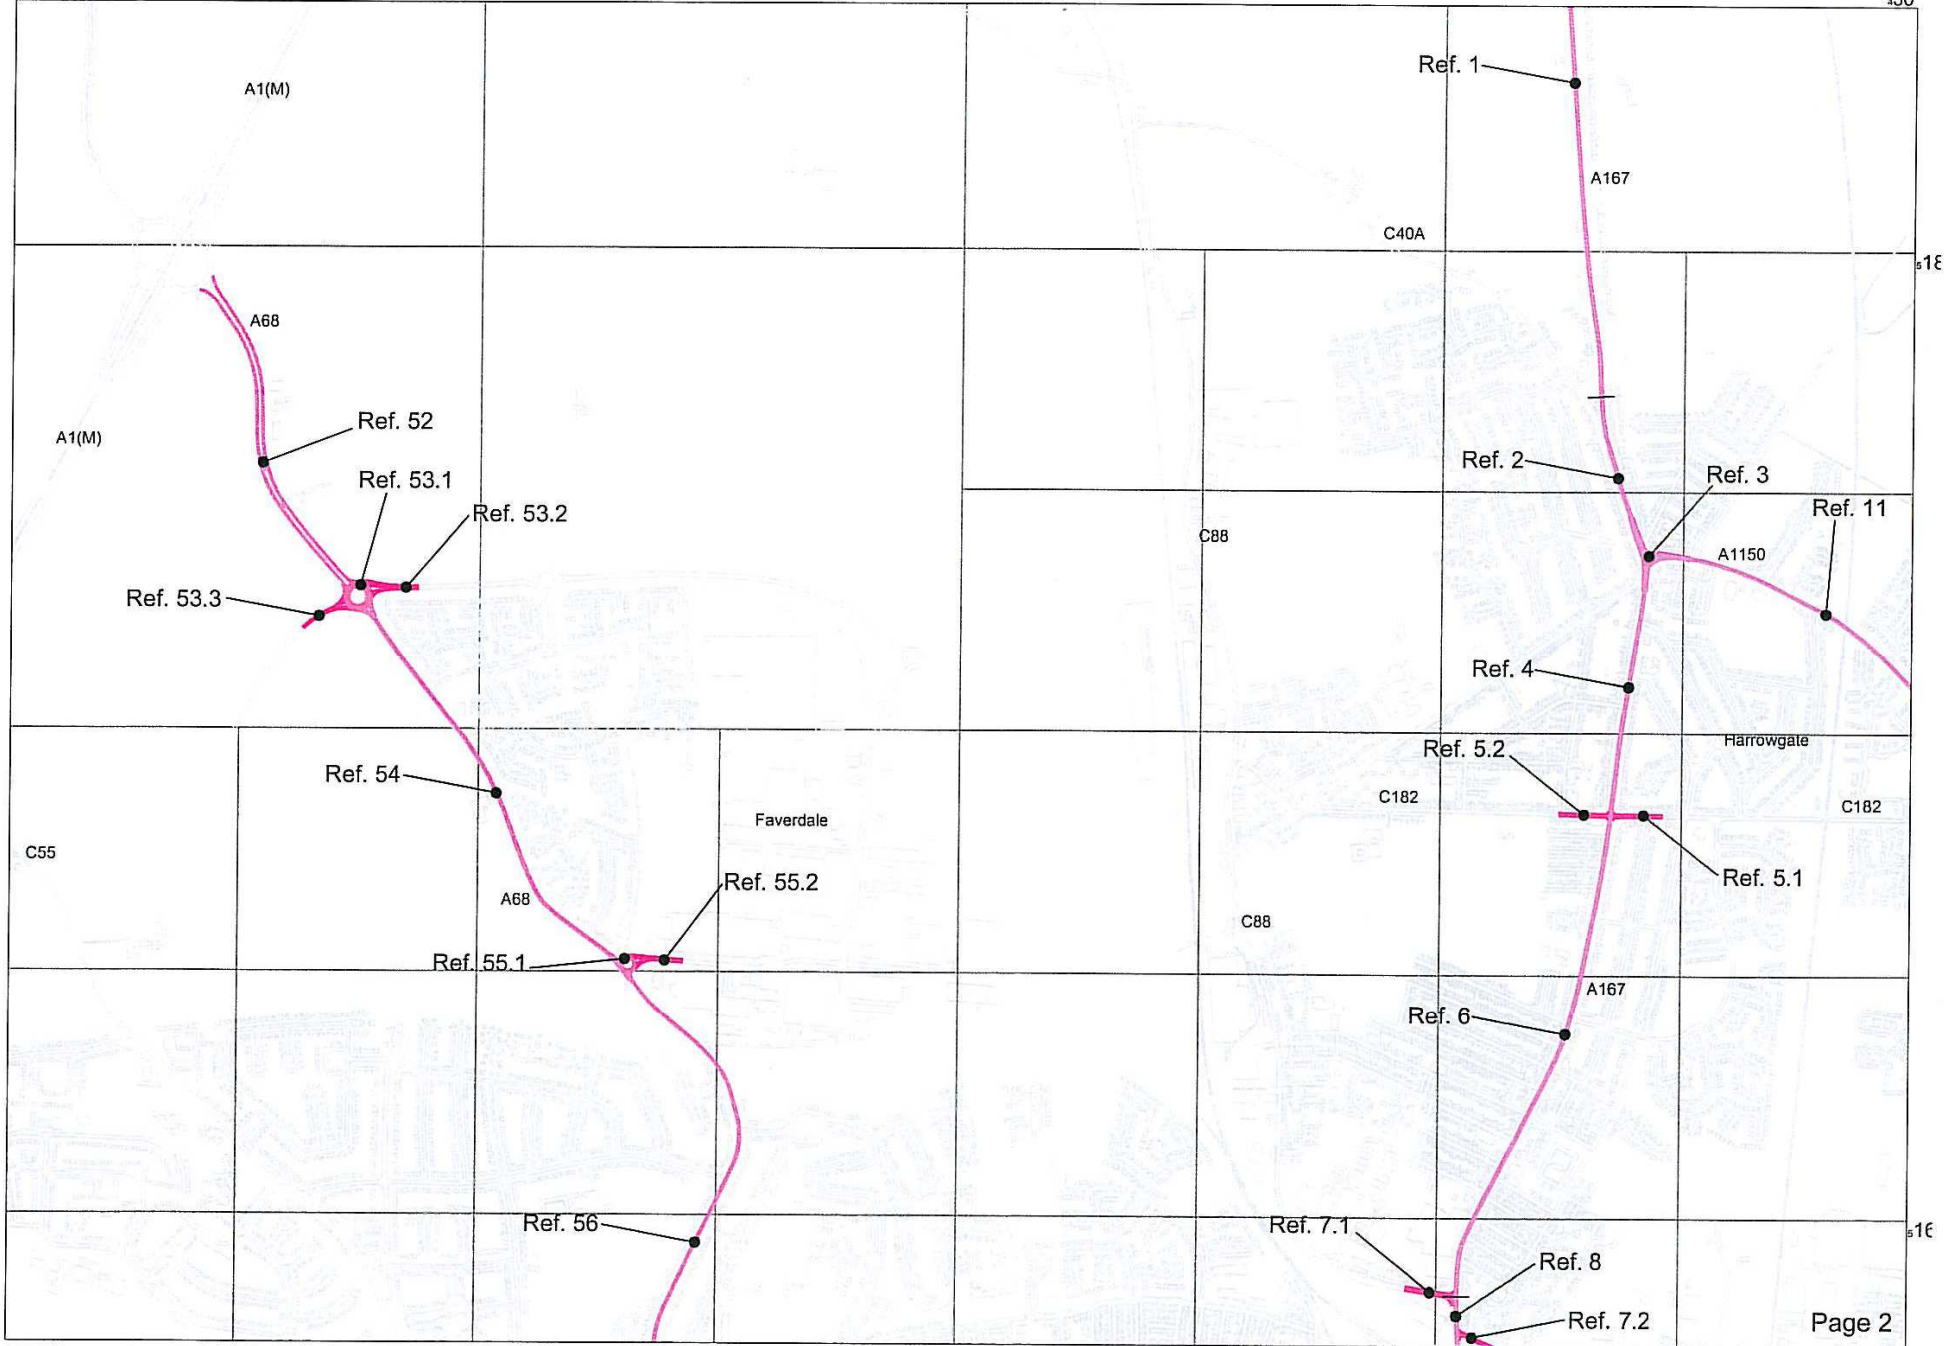 A1(M)
Ref. 1
A167
C40A
A68
Ref. 52
A1(M)
Ref. 53.1
Ref. 2
Ref. 3
Ref. 53.2
Ref. 11
C88
A1150
Ref. 53.3
Ref. 4
Harrowgate
Ref. 5.2
Ref. 54
C182
C182
Faverdale
C55
Ref. 55.2
Ref. 5.1
A68
C88
Ref. 55.1
A167
Ref. 6
Ref. 56
Ref. 7.1
516
Ref. 8
Ref. 7.2
Page 2